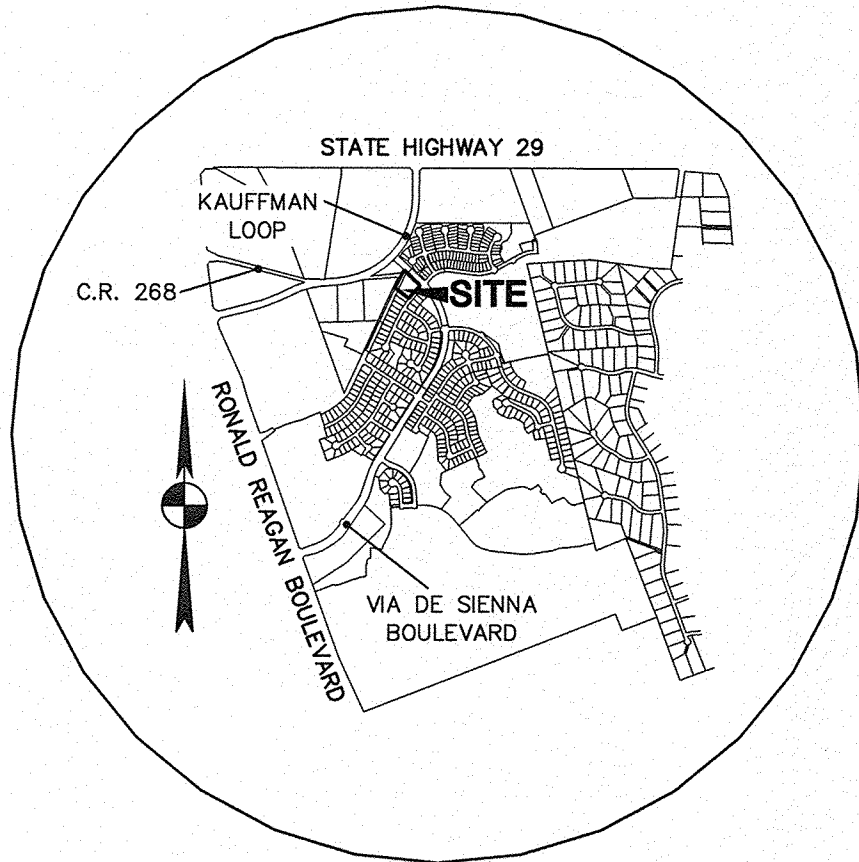 STATE HIGHWAY 29
KAUFFMAN
LOOP
C.R. 268
SITE
RONALD REAGAN BOULEVARD
VIA DE SIENNA
BOULEVARD